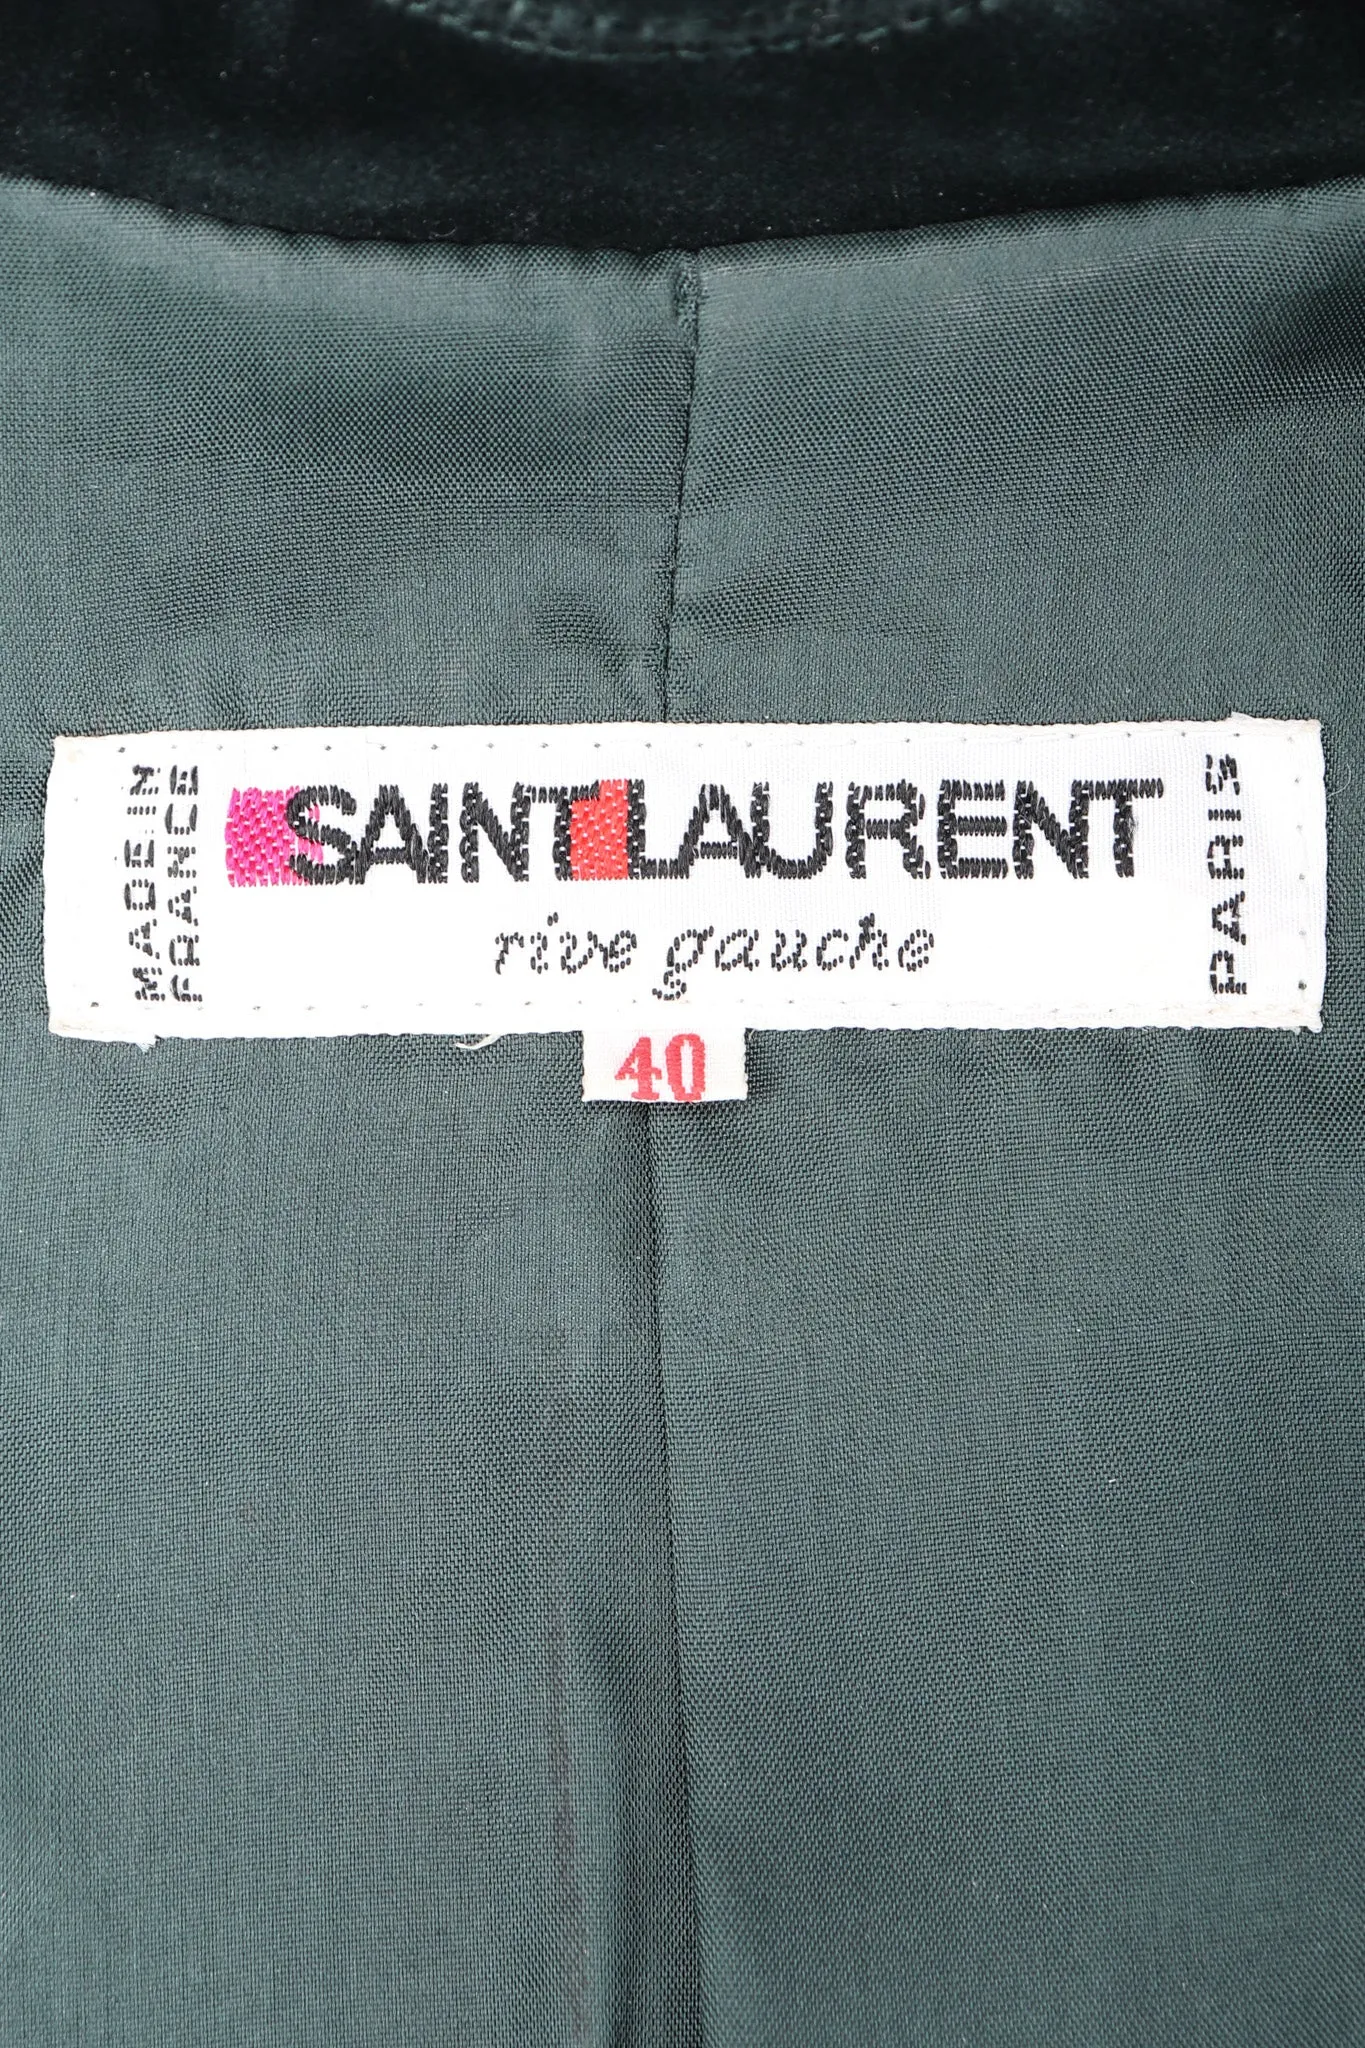 MADE IN
FRANCE
SAINT LAURENT
rive gauche
PARIS
40